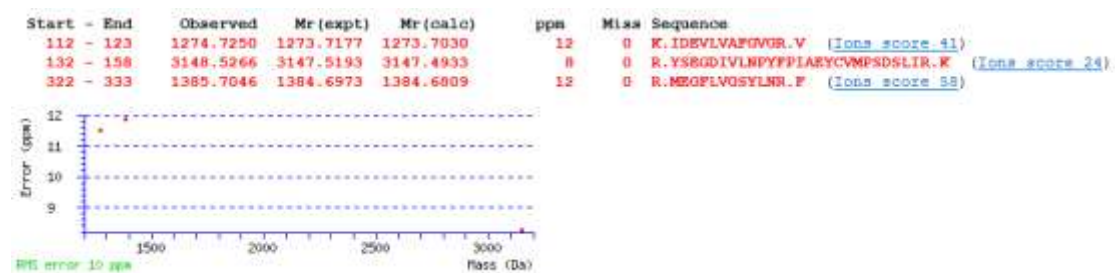 Start - End Observed Mr(expt) Mr(calc) ppm Miss Sequence
112 - 123 1274.7250 1273.7177 1273.7030 12 0 K.IDEVLVAFGVGR.V (Ions score 41)
132 - 158 3148.5266 3147.5193 3147.4933 8 0 R.YSEGDIVLNPYFPIAEYCVMPSDSLIR.K (Ions score 24)
322 - 333 1385.7046 1384.6973 1384.6809 12 0 R.MEGFLVGSYLNR.F (Ions score 58)
12
11
10
9
Error (ppm)
1500 2000 2500 3000
RMS error 10 ppm Mass (Da)